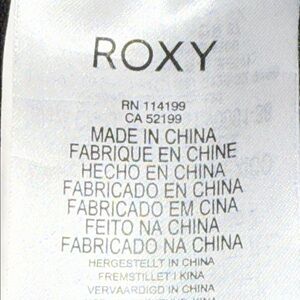 ROXY
RN 114199
CA 52199
MADE IN CHINA
FABRIQUE EN CHINE
HECHO EN CHINA
FABRICADO EN CHINA
FABRICADO EM CINA
FEITO NA CHINA
FABRICADO NA CHINA
HERGESTELLT IN CHINA
FREMSTILLET I KINA
VERVAARDIGD IN CHINA